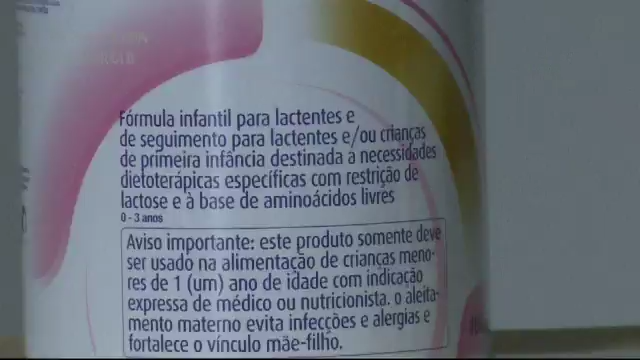 Fórmula infantil para lactentes e
de seguimento para lactentes e/ou crianças
de primeira infância destinada a necessidades
dietoterápicas específicas com restrição de
lactose e à base de aminoácidos livres
0 - 3 anos
Aviso importante: este produto somente deve
ser usado na alimentação de crianças meno-
res de 1 (um) ano de idade com indicação
expressa de médico ou nutricionista. o aleita-
mento materno evita infecções e alergias e
fortalece o vínculo mãe-filho.